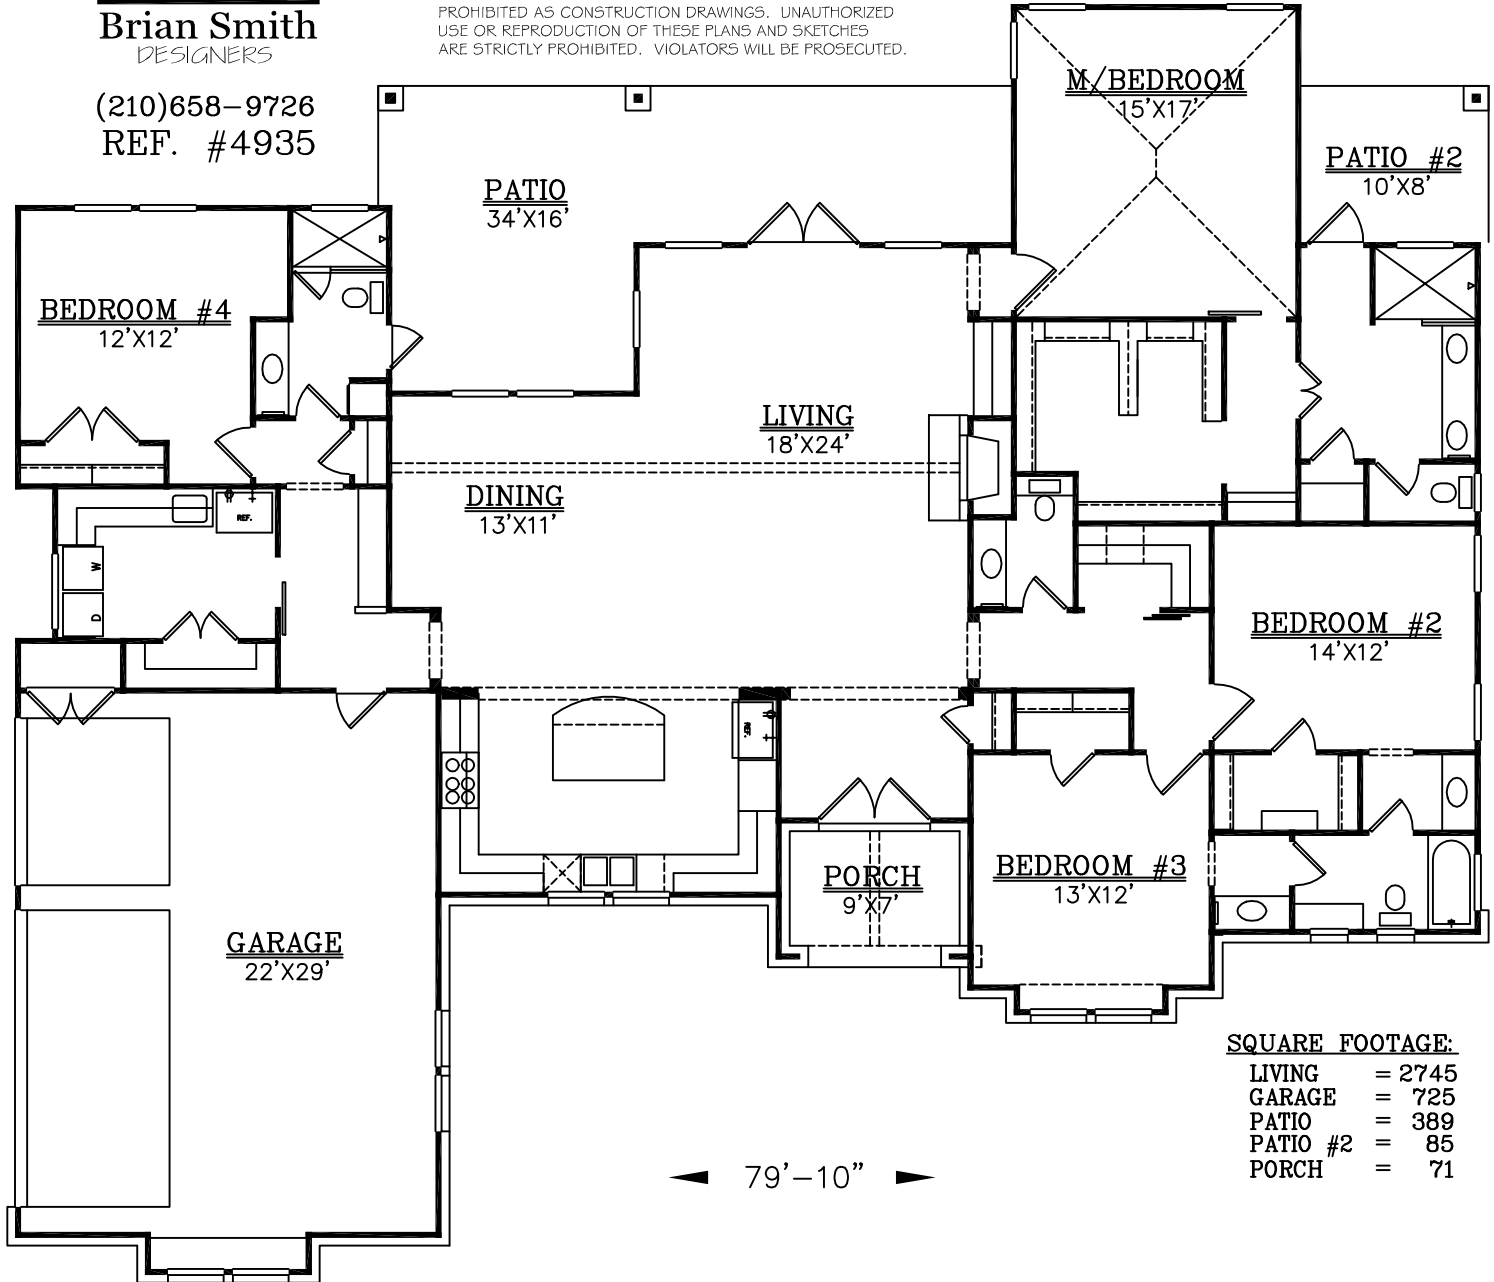 Brian Smith
DESIGNERS
(210)658-9726
REF. #4935
PROHIBITED AS CONSTRUCTION DRAWINGS. UNAUTHORIZED
USE OR REPRODUCTION OF THESE PLANS AND SKETCHES
ARE STRICTLY PROHIBITED. VIOLATORS WILL BE PROSECUTED.
M/BEDROOM
15'X17'
PATIO #2
10'X8'
PATIO
34'X16'
BEDROOM #4
12'X12'
LIVING
18'X24'
DINING
13'X11'
REF.
W
D
BEDROOM #2
14'X12'
REF.
PORCH
9'X7'
BEDROOM #3
13'X12'
GARAGE
22'X29'
SQUARE FOOTAGE:
LIVING = 2745
GARAGE = 725
PATIO = 389
PATIO #2 = 85
PORCH = 71
79'-10"